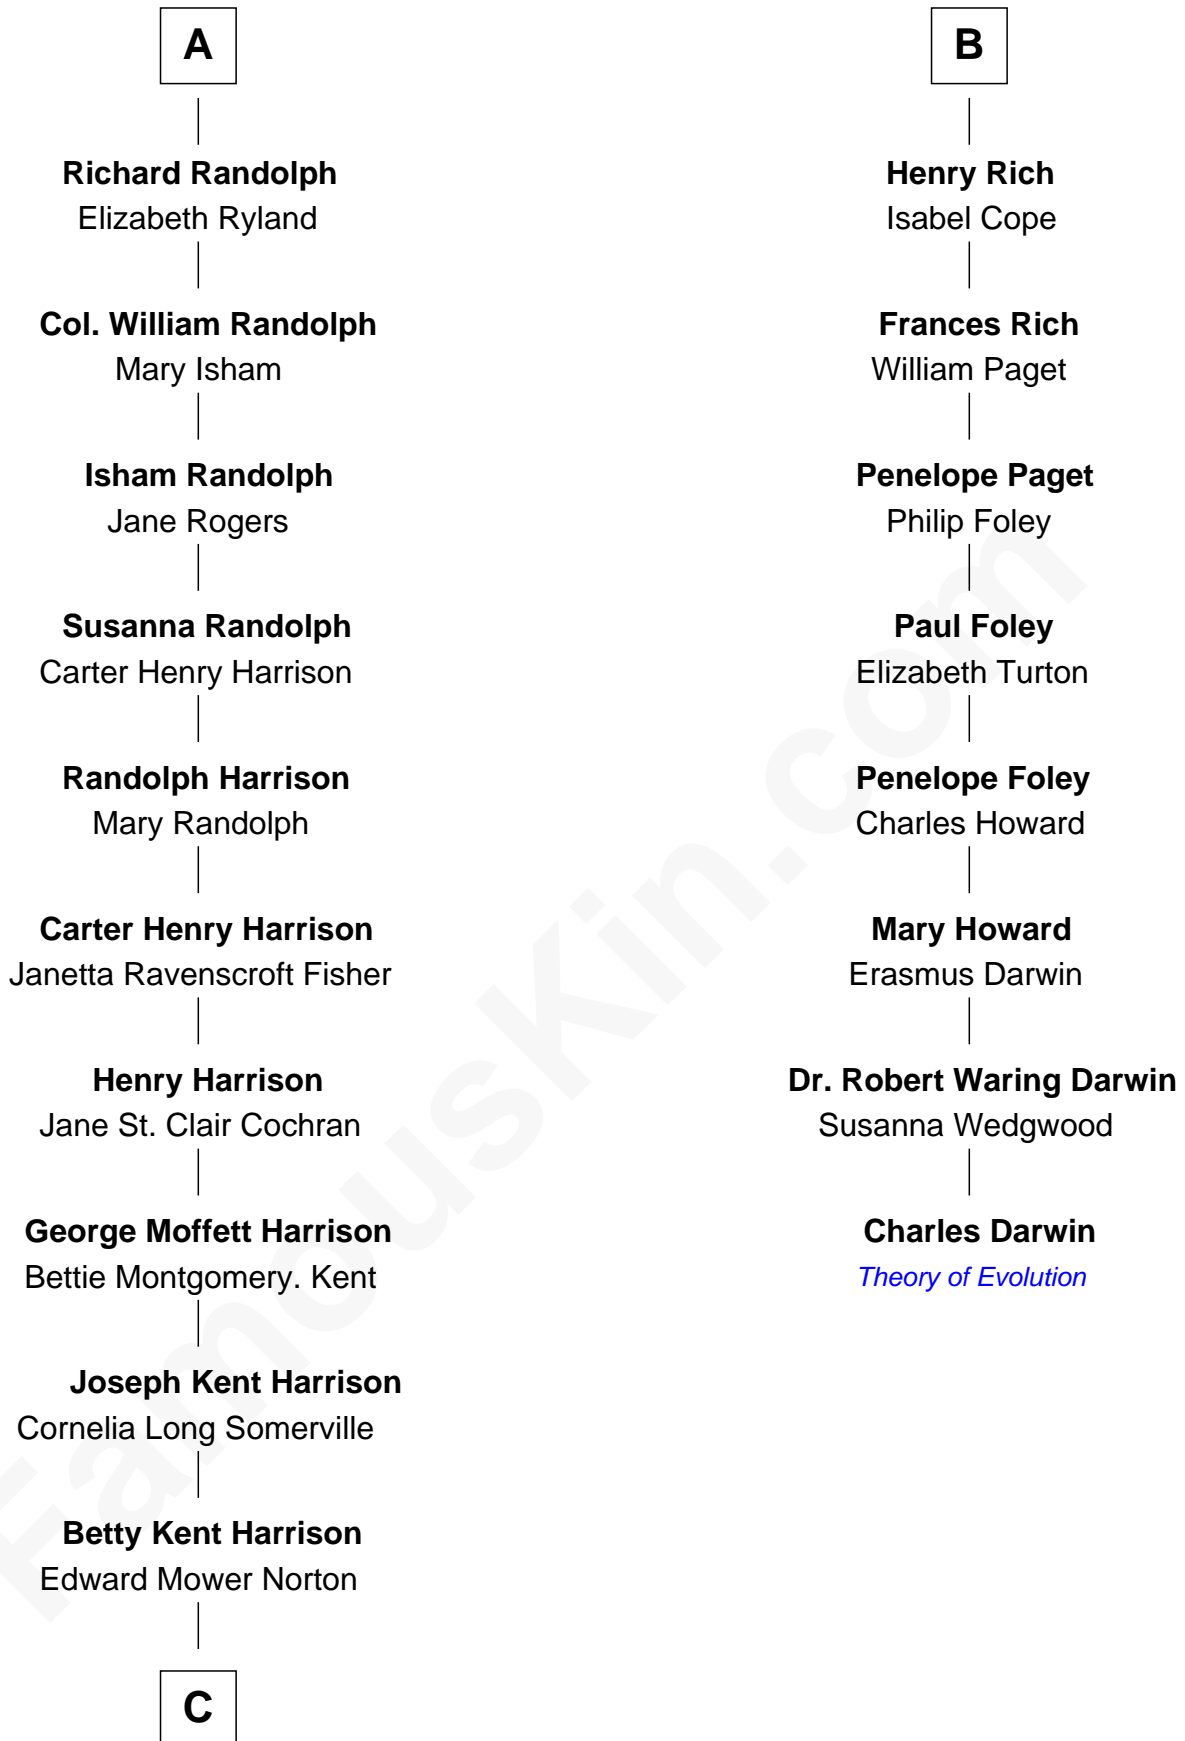 A
Richard Randolph
Elizabeth Ryland
Col. William Randolph
Mary Isham
Isham Randolph
Jane Rogers
Susanna Randolph
Carter Henry Harrison
Randolph Harrison
Mary Randolph
Carter Henry Harrison
Janetta Ravenscroft Fisher
Henry Harrison
Jane St. Clair Cochran
George Moffett Harrison
Bettie Montgomery. Kent
Joseph Kent Harrison
Cornelia Long Somerville
Betty Kent Harrison
Edward Mower Norton
C
B
Henry Rich
Isabel Cope
Frances Rich
William Paget
Penelope Paget
Philip Foley
Paul Foley
Elizabeth Turton
Penelope Foley
Charles Howard
Mary Howard
Erasmus Darwin
Dr. Robert Waring Darwin
Susanna Wedgwood
Charles Darwin
Theory of Evolution
FamousKin.com